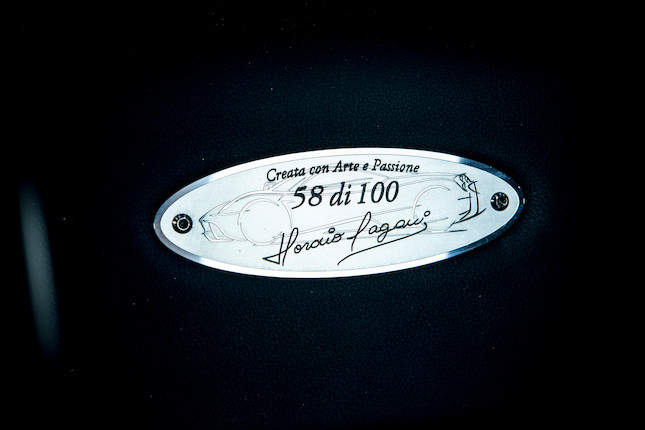 Creata con Arte e Passione
58 di 100
Horacio Pagani